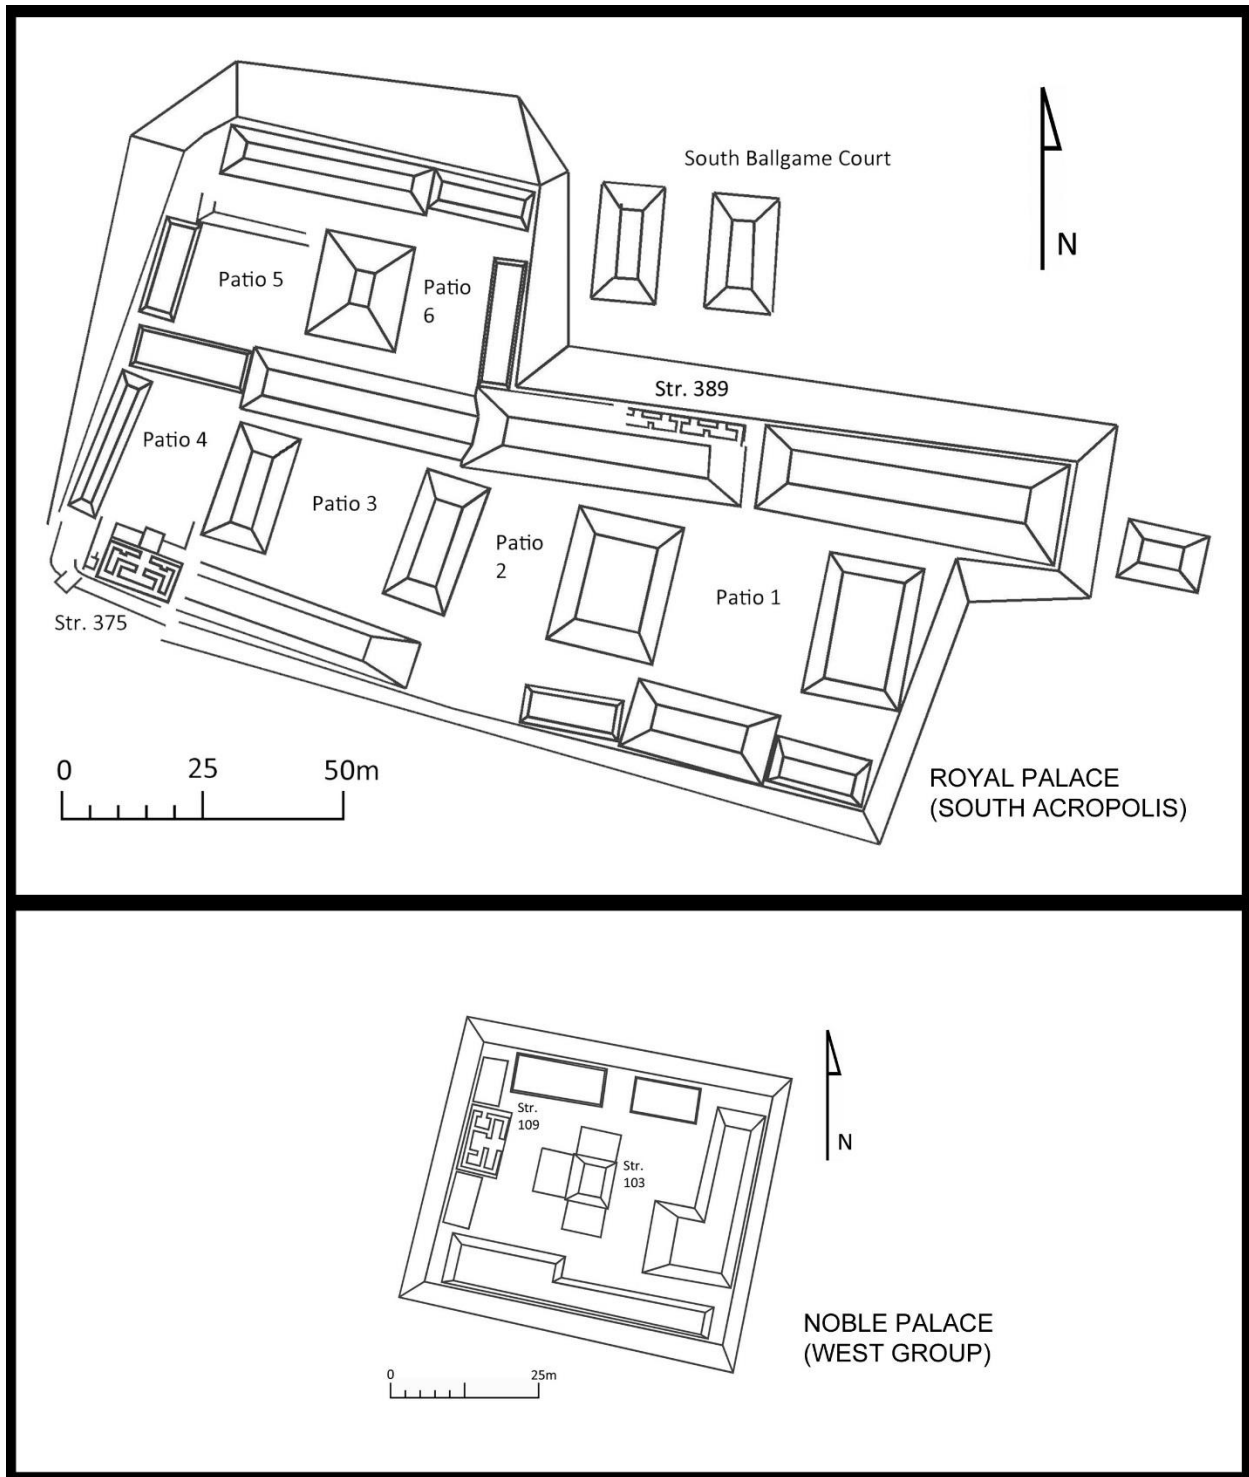 South Ballgame Court
N
Patio 5
Patio
6
Str. 389
Patio 4
Patio 3
Patio
2
Patio 1
Str. 375
0 25 50m
ROYAL PALACE
(SOUTH ACROPOLIS)
Str.
109
Str.
103
N
NOBLE PALACE
(WEST GROUP)
0 25m